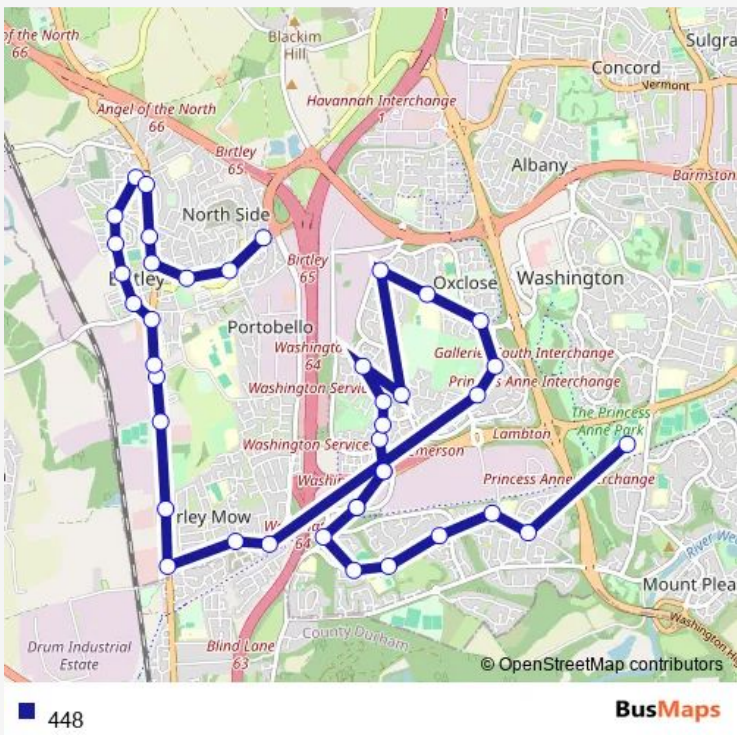 of the North
66
Blackim
Hill
Sulgra
Concord
Vermont
Angel of the North
66
Havannah Interchange
1
Birtley
65
Albany
Barmston
North Side
Birtley
65
Oxclose
Washington
Portobello
64
South Interchange
Washington Servic
Princess Anne Interchange
The Princess
Anne Park
Lambton
Washington Service
Emerson
Princess Anne
rchange
rley Mow
64
River We
Mount Plea
Drum Industrial
Estate
Blind Lane
63
County Durham
Washington Hi
© OpenStreetMap contributors
448
BusMaps